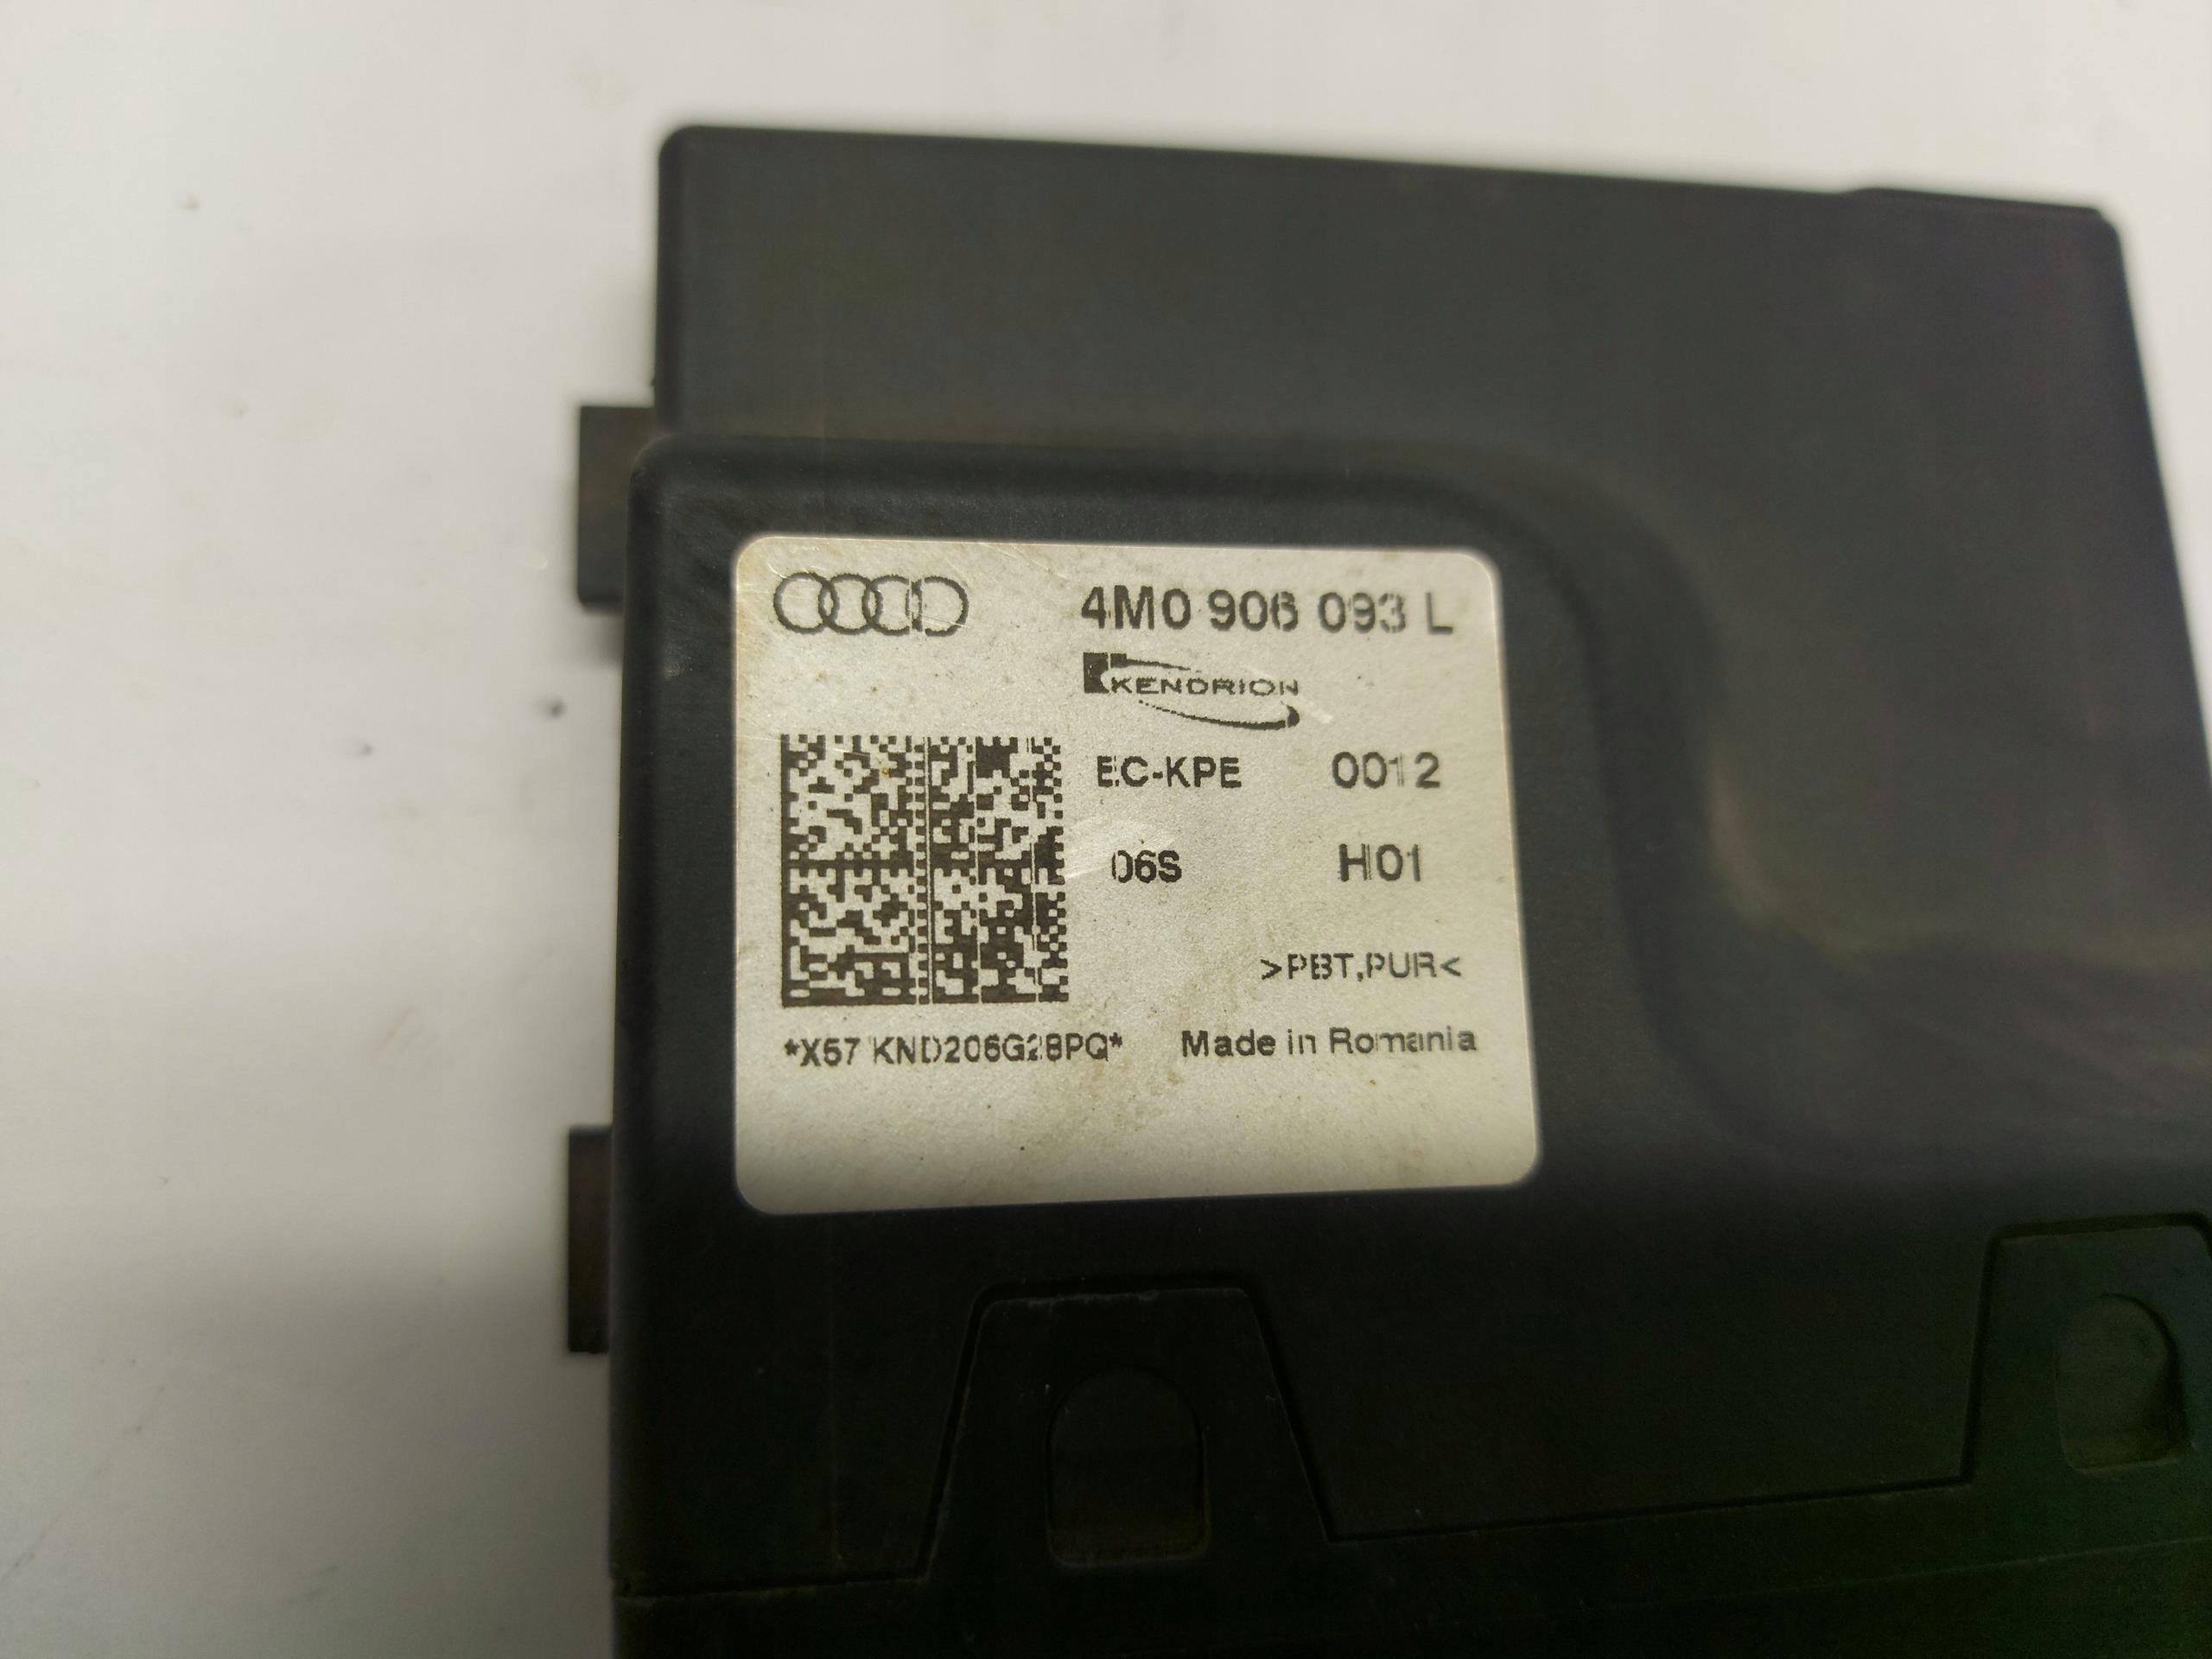 4M0 906 093 L
KENDRION
EC-KPE 0012
06S H01
>PBT,PUR<
*X57 KND206G28PQ* Made in Romania